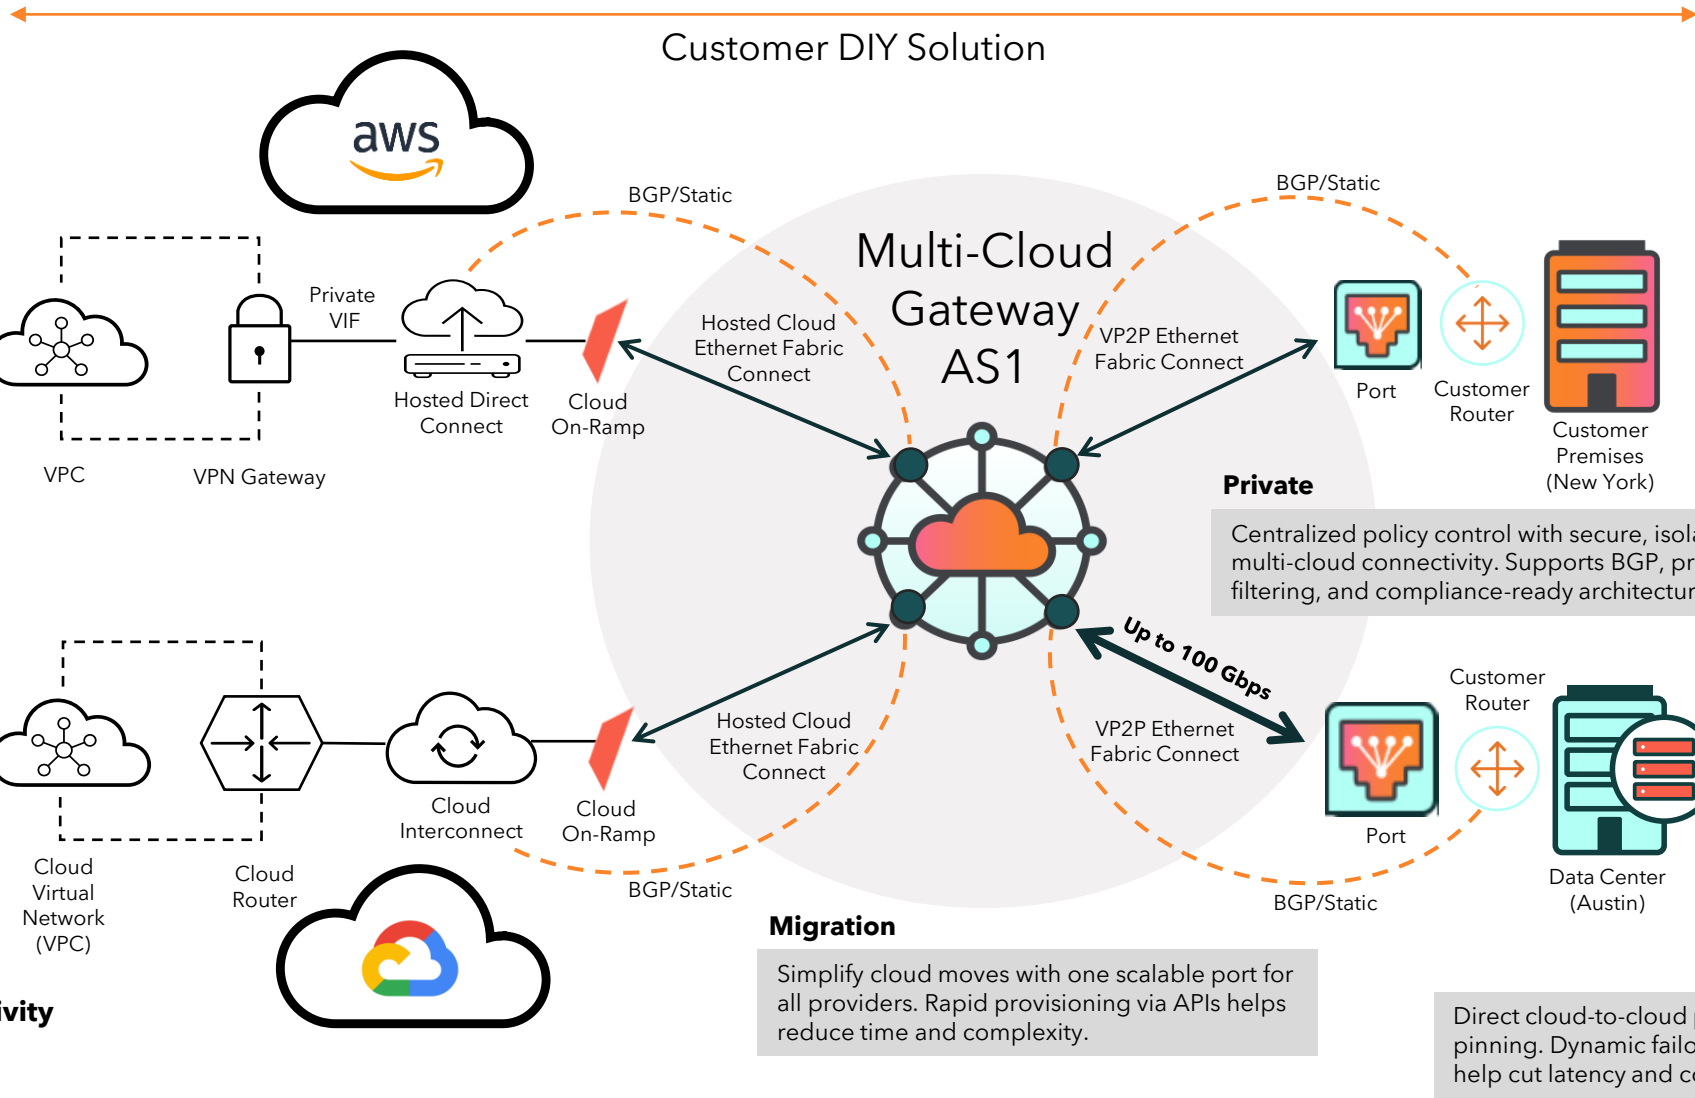 Customer DIY Solution
aws
BGP/Static
BGP/Static
Multi-Cloud
Gateway
AS1
Private
VIF
Hosted Cloud
Ethernet Fabric
Connect
VP2P Ethernet
Fabric Connect
Hosted Direct
Connect
Cloud
On-Ramp
Port
Customer
Router
Customer
Premises
(New York)
VPC
VPN Gateway
Private
Centralized policy control with secure,
multi-cloud connectivity. Supports BGP,
filtering, and compliance-ready
Up to 100 Gbps
Customer
Router
Hosted Cloud
Ethernet Fabric
Connect
VP2P Ethernet
Fabric Connect
Cloud
Interconnect
Cloud
On-Ramp
Port
Cloud
Virtual
Network
(VPC)
Cloud
Router
BGP/Static
BGP/Static
Data Center
(Austin)
Migration
Simplify cloud moves with one scalable port for
all providers. Rapid provisioning via APIs helps
reduce time and complexity.
Direct cloud-to-cloud
pinning. Dynamic
help cut latency and